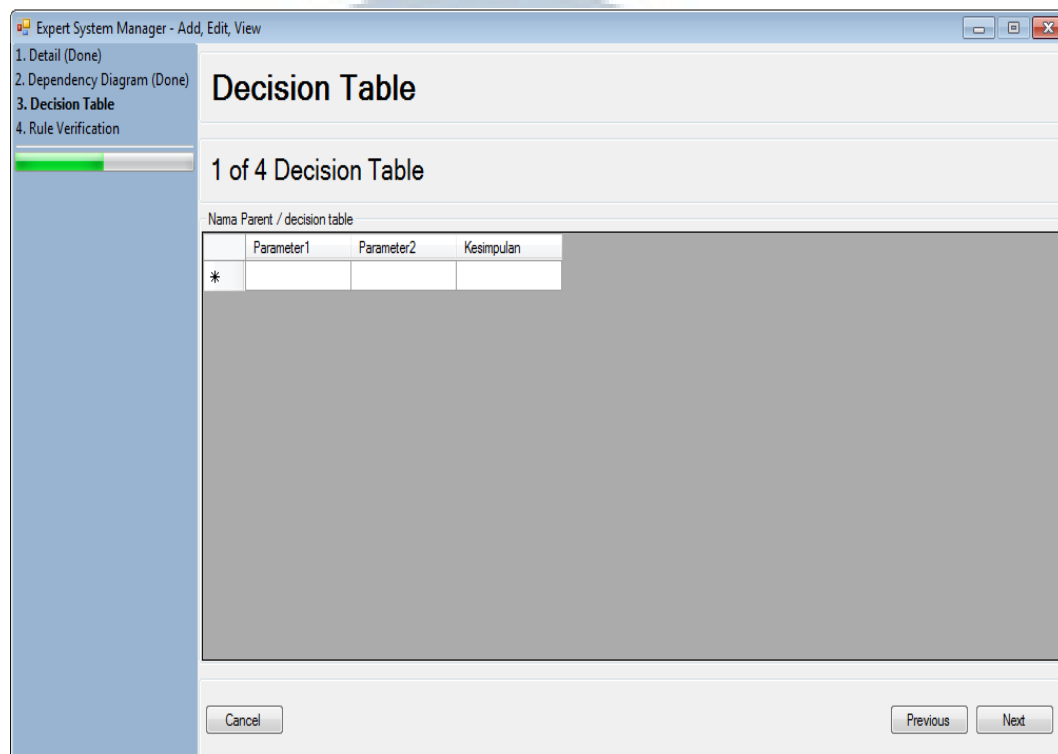 Expert System Manager - Add, Edit, View
1. Detail (Done)
2. Dependency Diagram (Done)
3. Decision Table
4. Rule Verification
Decision Table
1 of 4 Decision Table
Nama Parent / decision table
Parameter1 Parameter2 Kesimpulan
Cancel Previous Next